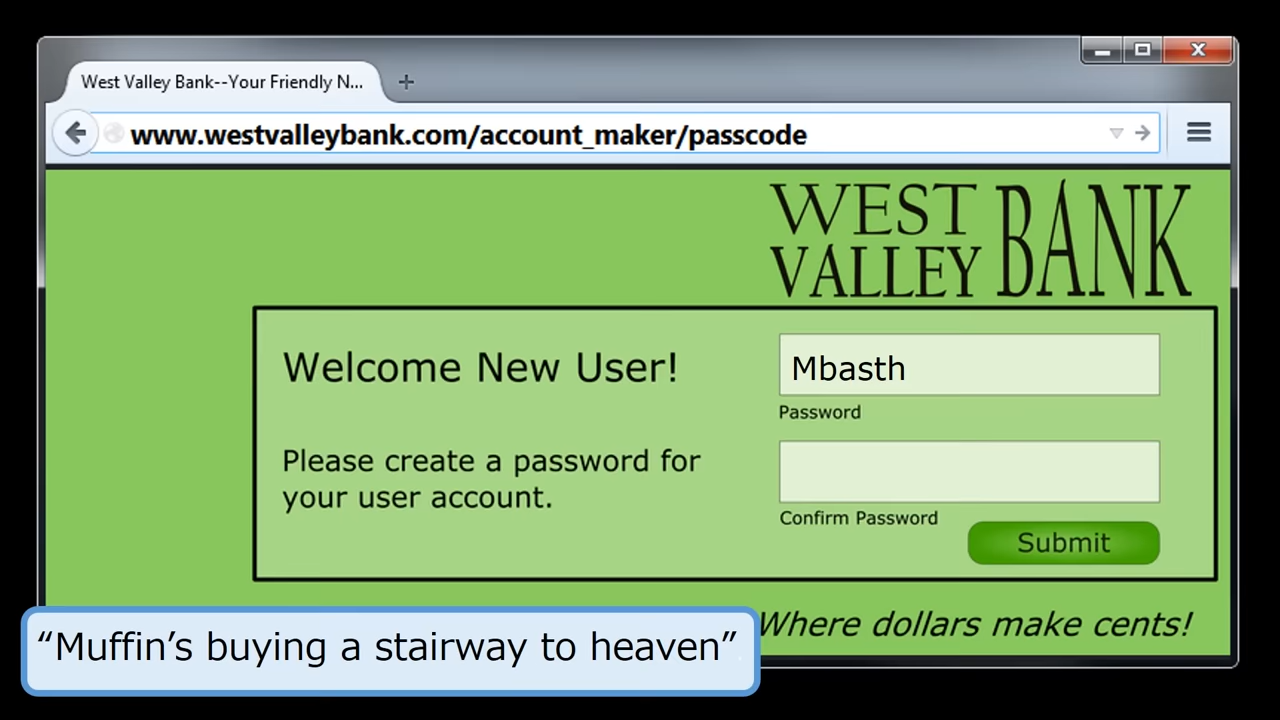 West Valley Bank--Your Friendly N...
www.westvalleybank.com/account_maker/passcode
WEST
VALLEY BANK
Welcome New User!
Mbasth
Password
Please create a password for
your user account.
Confirm Password
Submit
Where dollars make cents!
“Muffin’s buying a stairway to heaven”